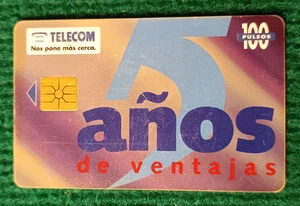 TELECOM
Nos pone más cerca.
100
PULSOS
5
años
de ventajas